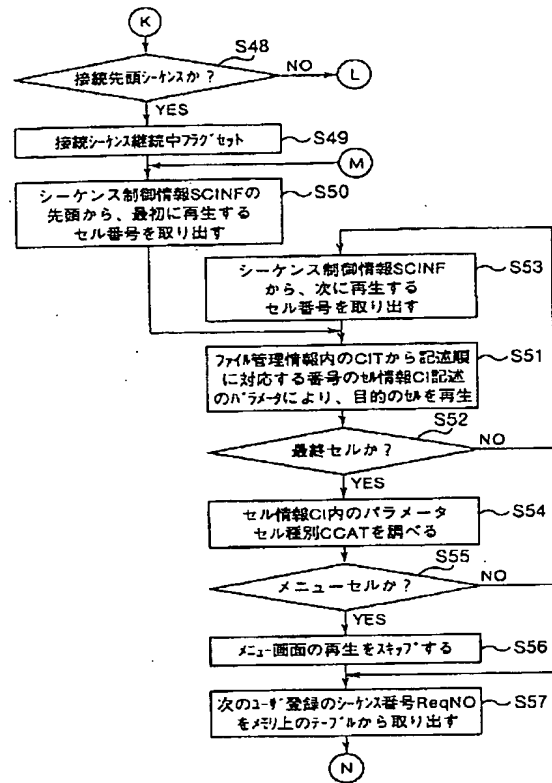 K
S48
接続先頭シーケンスか？
NO
L
YES
接続シーケンス継続中フラグセット
S49
M
シーケンス制御情報SCINFの
先頭から、最初に再生する
セル番号を取り出す
S50
シーケンス制御情報SCINF
から、次に再生する
セル番号を取り出す
S53
ファイル管理情報内のCITから記述順
に対応する番号のセル情報CI記述
のパラメータにより、目的のセルを再生
S51
S52
最終セルか？
NO
YES
セル情報CI内のパラメータ
セル種別CCATを調べる
S54
S55
メニューセルか？
NO
YES
メニュー画面の再生をスキップする
S56
次のユーザ登録のシーケンス番号ReqNO
をメモリ上のテーブルから取り出す
S57
N